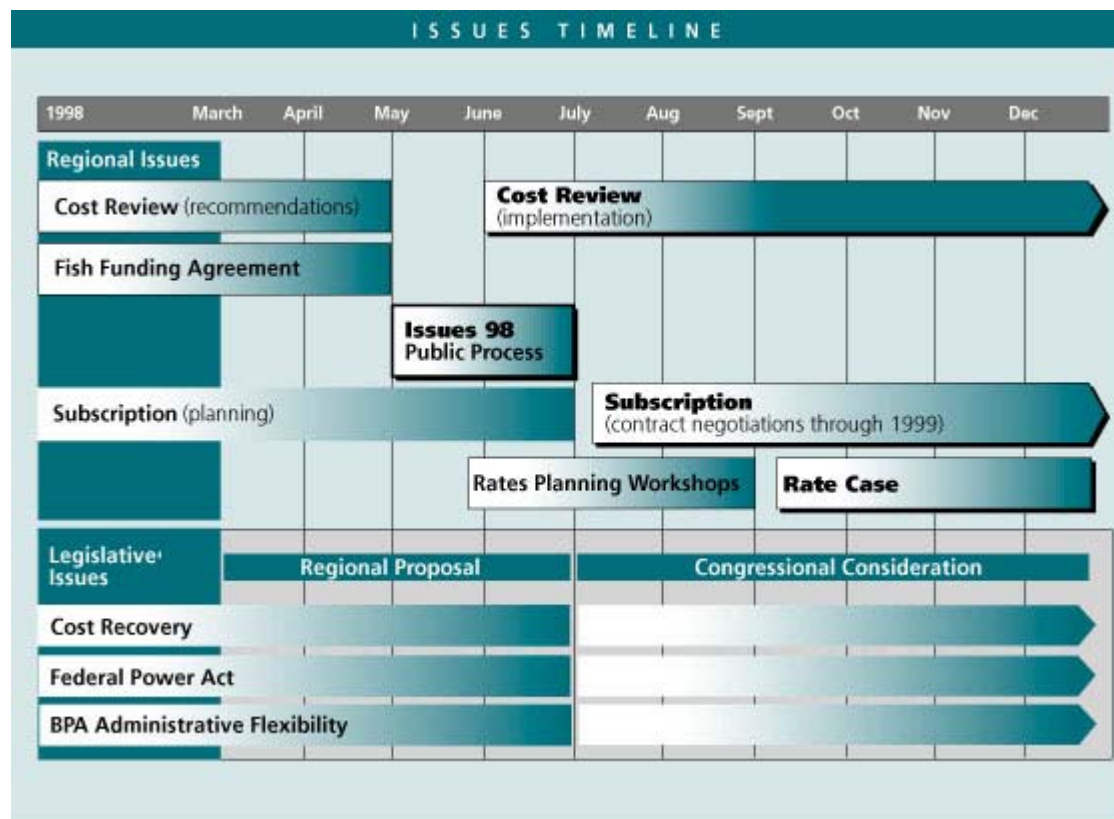 ISSUES TIMELINE
1998 March April May June July Aug Sept Oct Nov Dec
Regional Issues
Cost Review (recommendations)
Cost Review
(implementation)
Fish Funding Agreement
Issues 98
Public Process
Subscription (planning)
Subscription
(contract negotiations through 1999)
Rates Planning Workshops
Rate Case
Legislative
Issues
Regional Proposal
Congressional Consideration
Cost Recovery
Federal Power Act
BPA Administrative Flexibility